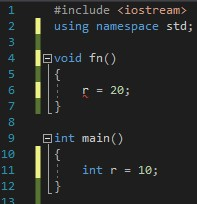 1 #include <iostream>
2 using namespace std;
3
4 void fn()
5 {
6 r = 20;
7 }
8
9 int main()
10 {
11 int r = 10;
12 }
13